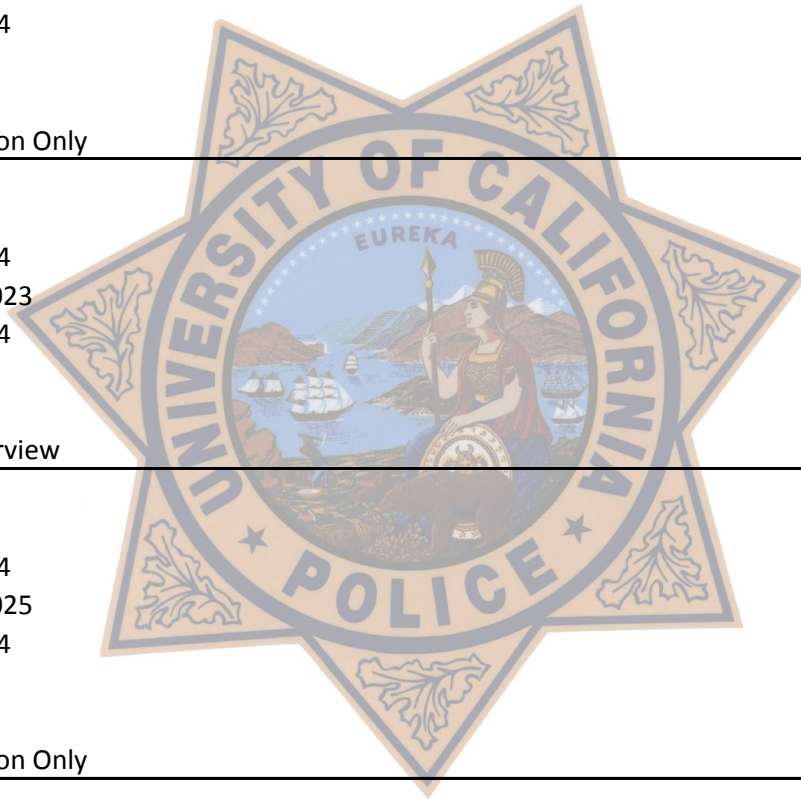 4
on Only
4
023
4
rview
4
025
4
on Only
UNIVERSITY OF CALIFORNIA
EUREKA
POLICE